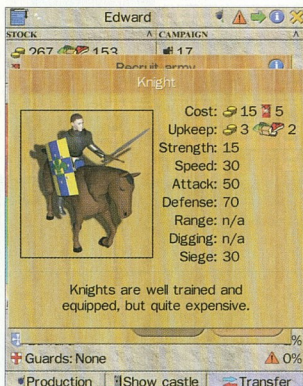 Edward
STOCK CAMPAIGN
267 153 17
Recruit army
Knight
Cost: 15 5
Upkeep: 3 2
Strength: 15
Speed: 30
Attack: 50
Defense: 70
Range: n/a
Digging: n/a
Siege: 30
Knights are well trained and
equipped, but quite expensive.
%
Guards: None 0%
Production Show castle Transfer